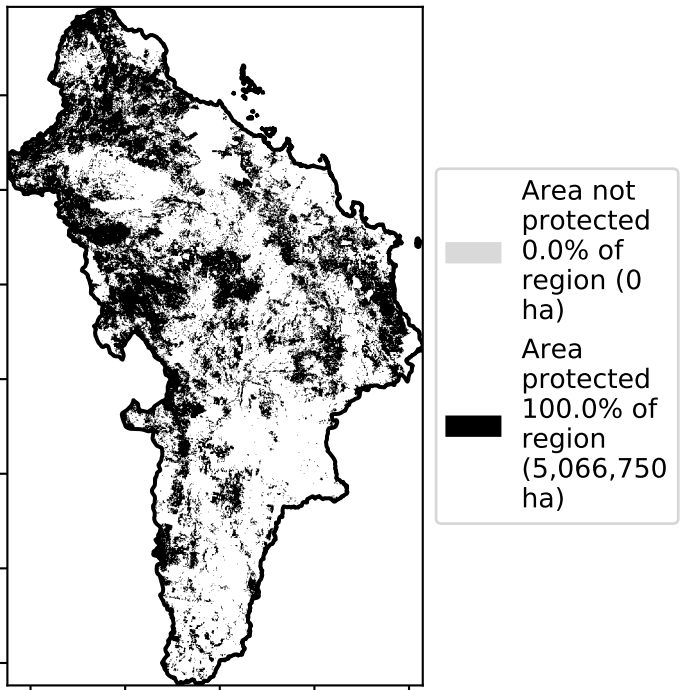 Area not
protected
0.0% of
region (0
ha)
Area
protected
100.0% of
region
(5,066,750
ha)